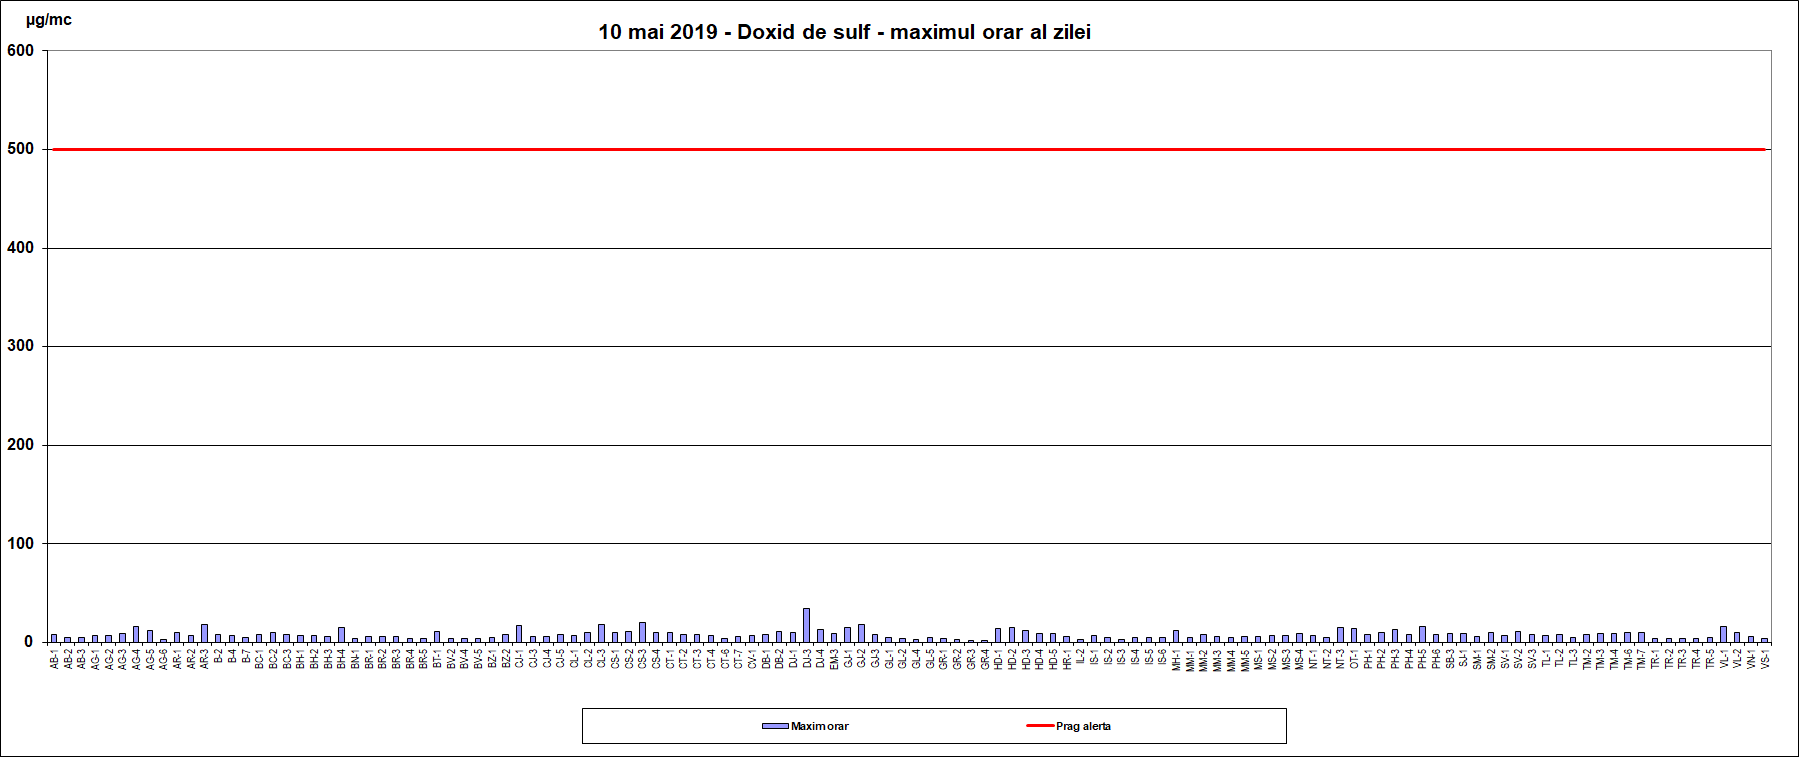 µg/mc
10 mai 2019 - Doxid de sulf - maximul orar al zilei
600
500
400
300
200
100
0
AB-1 AB-2 AB-3 AG-1 AG-2 AG-3 AG-4 AG-5 AG-6 AR-1 AR-2 AR-3 B-2 B-4 B-7 BC-1 BC-2 BC-3 BH-1 BH-2 BH-3 BH-4 BN-1 BR-1 BR-2 BR-3 BR-4 BR-5 BT-1 BV-2 BV-4 BV-5 BZ-1 BZ-2 CJ-1 CJ-3 CJ-4 CJ-5 CL-1 CL-2 CL-3 CS-1 CS-2 CS-3 CS-4 CT-1 CT-2 CT-3 CT-4 CT-6 CT-7 CV-1 DB-1 DB-2 DJ-1 DJ-3 DJ-4 EM-3 GJ-1 GJ-2 GJ-3 GL-1 GL-2 GL-4 GL-5 GR-1 GR-2 GR-3 GR-4 HD-1 HD-2 HD-3 HD-4 HD-5 HR-1 IL-2 IS-1 IS-2 IS-3 IS-4 IS-5 IS-6 MH-1 MM-1 MM-2 MM-3 MM-4 MM-5 MS-1 MS-2 MS-3 MS-4 NT-1 NT-2 NT-3 OT-1 PH-1 PH-2 PH-3 PH-4 PH-5 PH-6 SB-3 SJ-1 SM-1 SM-2 SV-1 SV-2 SV-3 TL-1 TL-2 TL-3 TM-2 TM-3 TM-4 TM-6 TM-7 TR-1 TR-2 TR-3 TR-4 TR-5 VL-1 VL-2 VN-1 VS-1
Maxim orar Prag alerta